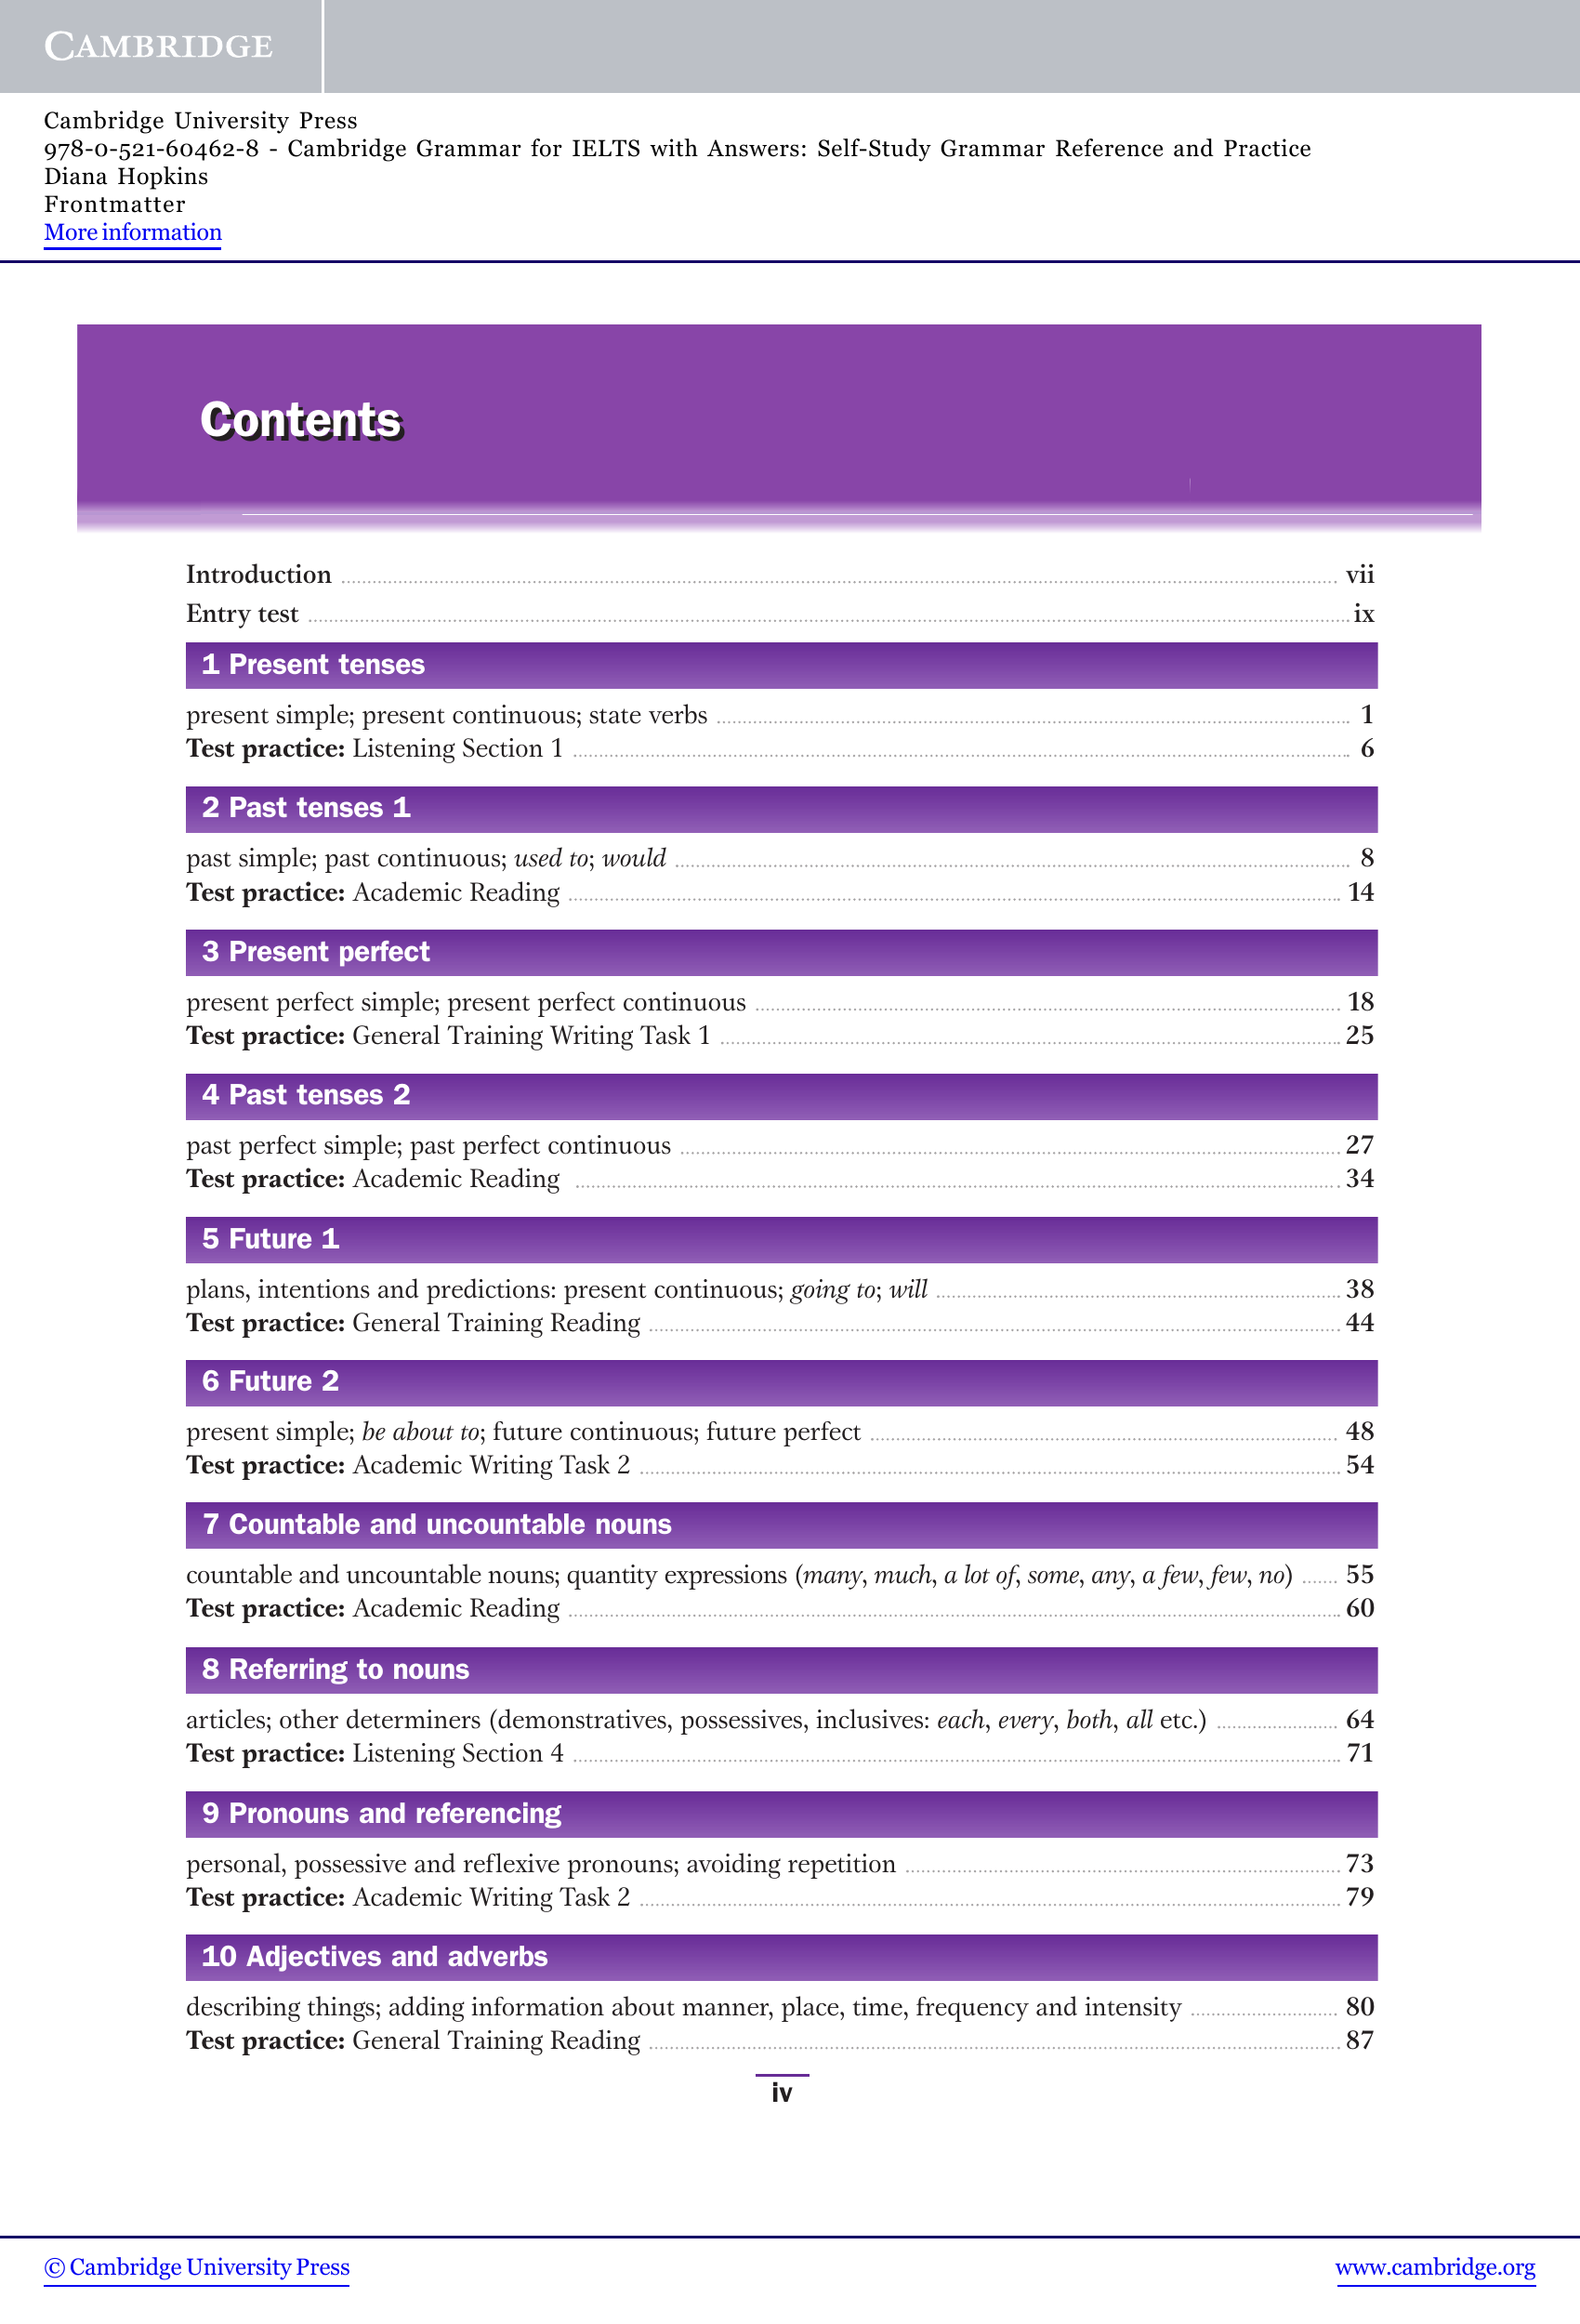 CAMBRIDGE
Cambridge University Press
978-0-521-60462-8 - Cambridge Grammar for IELTS with Answers: Self-Study Grammar Reference and Practice
Diana Hopkins
Frontmatter
More information
Contents
Introduction vii
Entry test ix
1 Present tenses
present simple; present continuous; state verbs 1
Test practice: Listening Section 1 6
2 Past tenses 1
past simple; past continuous; used to; would 8
Test practice: Academic Reading 14
3 Present perfect
present perfect simple; present perfect continuous 18
Test practice: General Training Writing Task 1 25
4 Past tenses 2
past perfect simple; past perfect continuous 27
Test practice: Academic Reading 34
5 Future 1
plans, intentions and predictions: present continuous; going to; will 38
Test practice: General Training Reading 44
6 Future 2
present simple; be about to; future continuous; future perfect 48
Test practice: Academic Writing Task 2 54
7 Countable and uncountable nouns
countable and uncountable nouns; quantity expressions (many, much, a lot of, some, any, a few, few, no) 55
Test practice: Academic Reading 60
8 Referring to nouns
articles; other determiners (demonstratives, possessives, inclusives: each, every, both, all etc.) 64
Test practice: Listening Section 4 71
9 Pronouns and referencing
personal, possessive and reflexive pronouns; avoiding repetition 73
Test practice: Academic Writing Task 2 79
10 Adjectives and adverbs
describing things; adding information about manner, place, time, frequency and intensity 80
Test practice: General Training Reading 87
iv
© Cambridge University Press www.cambridge.org